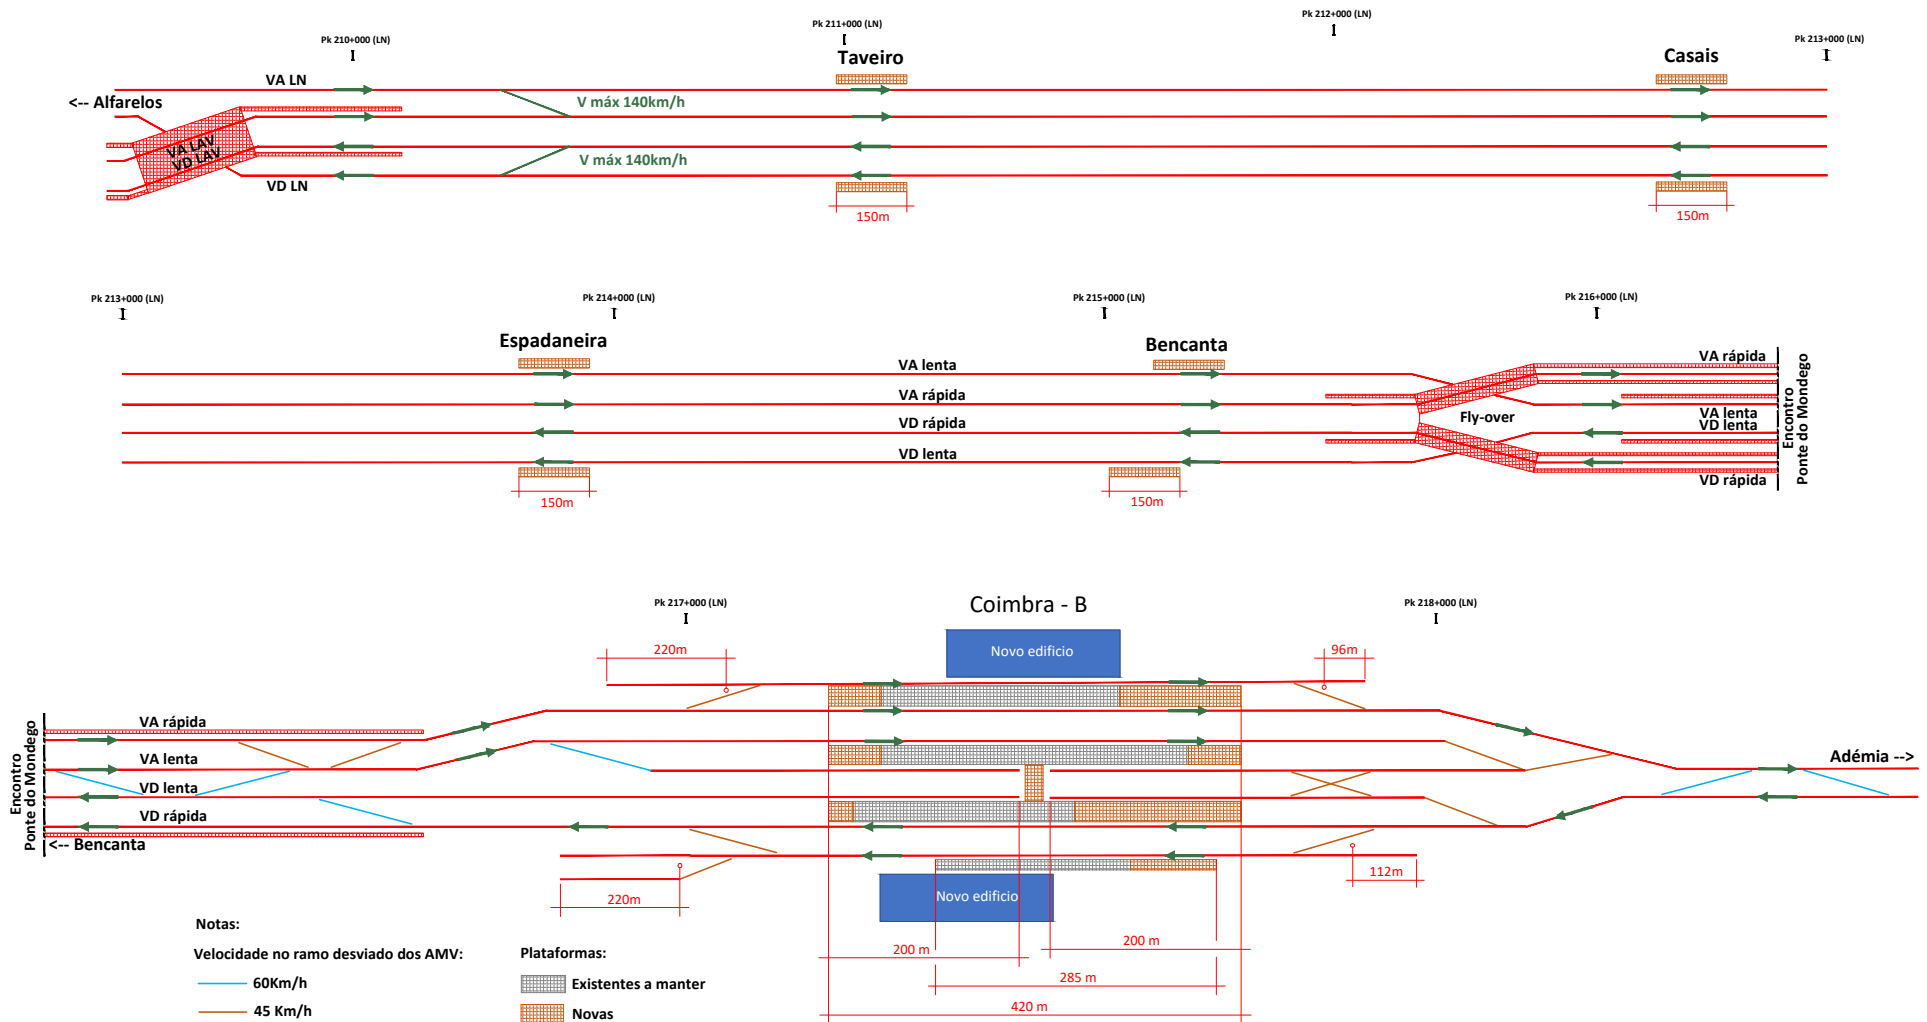 Pk 210+000 (LN)
Pk 211+000 (LN)
Pk 212+000 (LN)
Pk 213+000 (LN)
Taveiro
Casais
VA LN
<-- Alfarelos
V máx 140km/h
VA LAV
VD LAV
V máx 140km/h
VD LN
150m
150m
Pk 213+000 (LN)
Pk 214+000 (LN)
Pk 215+000 (LN)
Pk 216+000 (LN)
Espadaneira
Bencanta
VA lenta
VA rápida
VA rápida
VD rápida
VD lenta
Fly-over
VA lenta
VD lenta
VD rápida
Encontro
Ponte do Mondego
150m
150m
Pk 217+000 (LN)
Coimbra - B
Pk 218+000 (LN)
220m
Novo edificio
96m
VA rápida
VA lenta
VD lenta
VD rápida
Encontro
Ponte do Mondego
<-- Bencanta
Adémia -->
220m
Novo edificio
112m
200 m
200 m
285 m
420 m
Notas:
Velocidade no ramo desviado dos AMV:
60Km/h
45 Km/h
Plataformas:
Existentes a manter
Novas